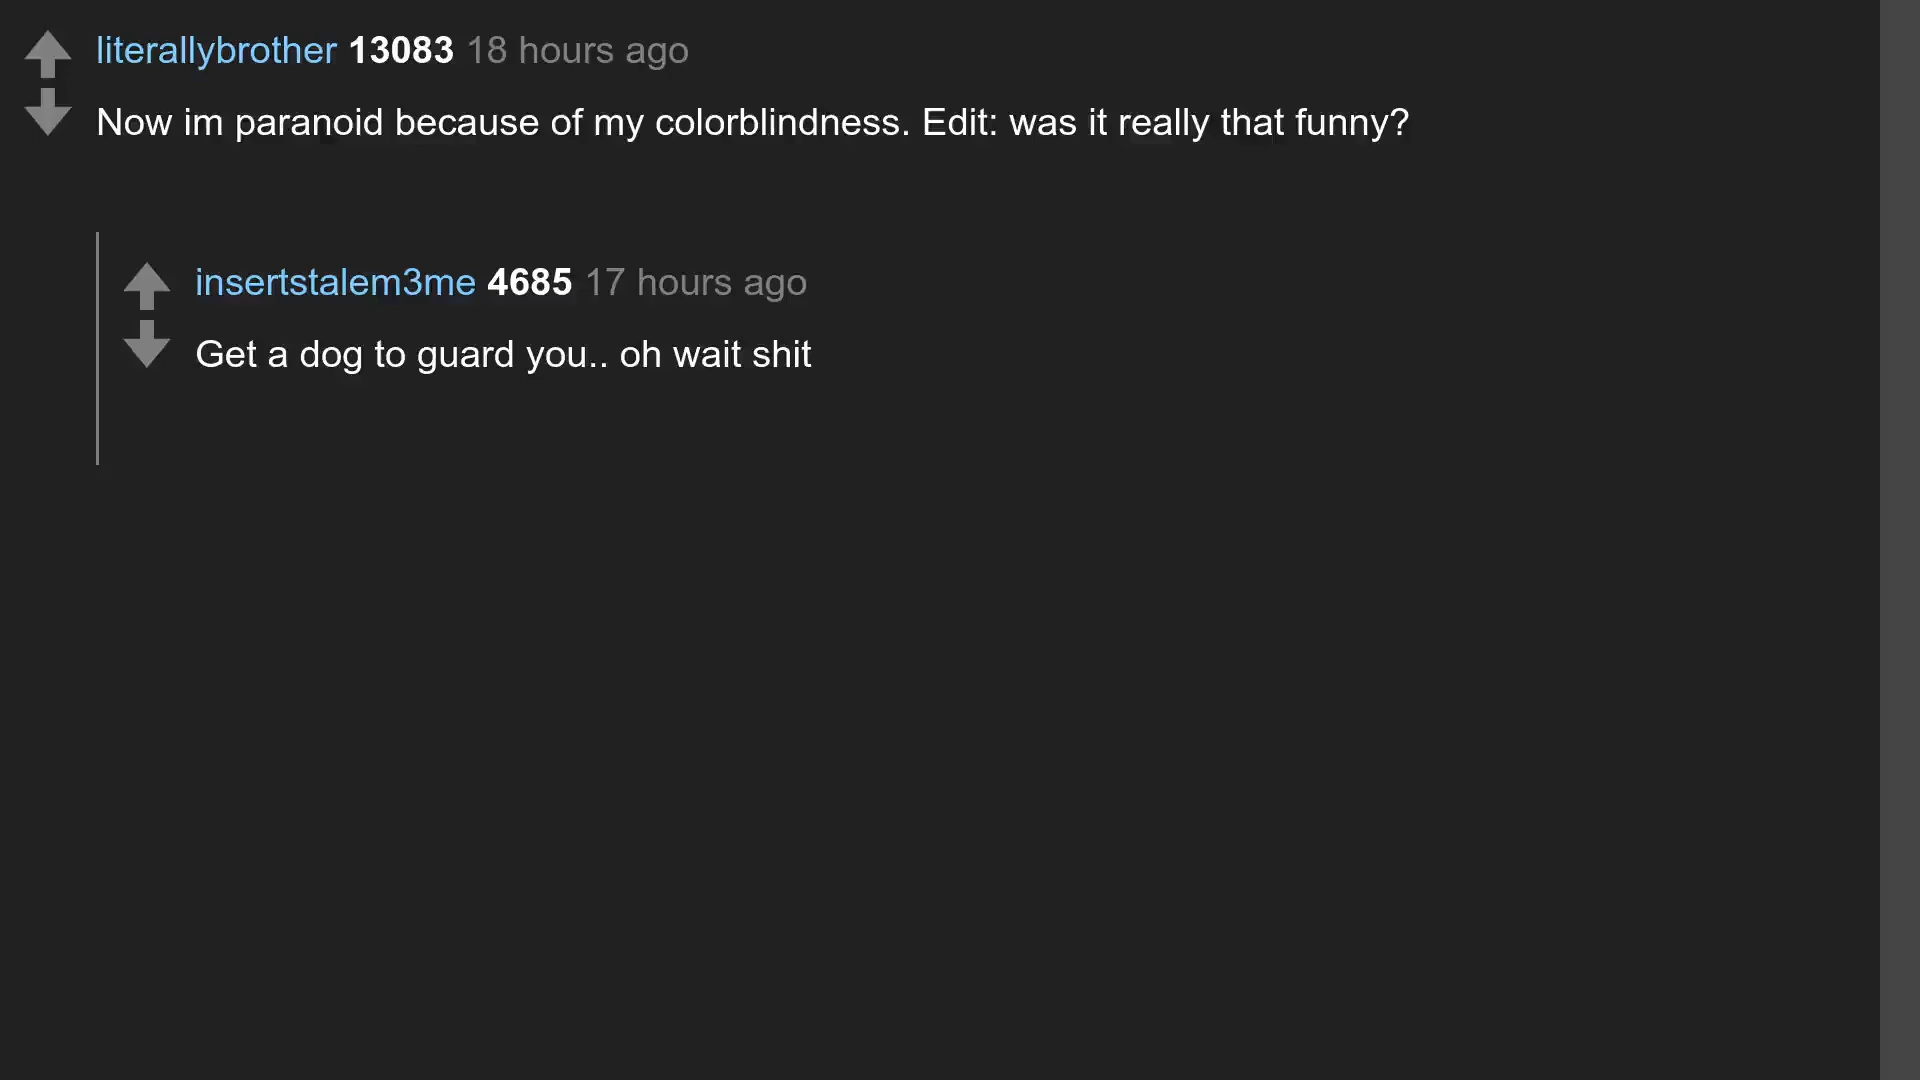 literallybrother 13083 18 hours ago
Now im paranoid because of my colorblindness. Edit: was it really that funny?
insertstalem3me 4685 17 hours ago
Get a dog to guard you.. oh wait shit